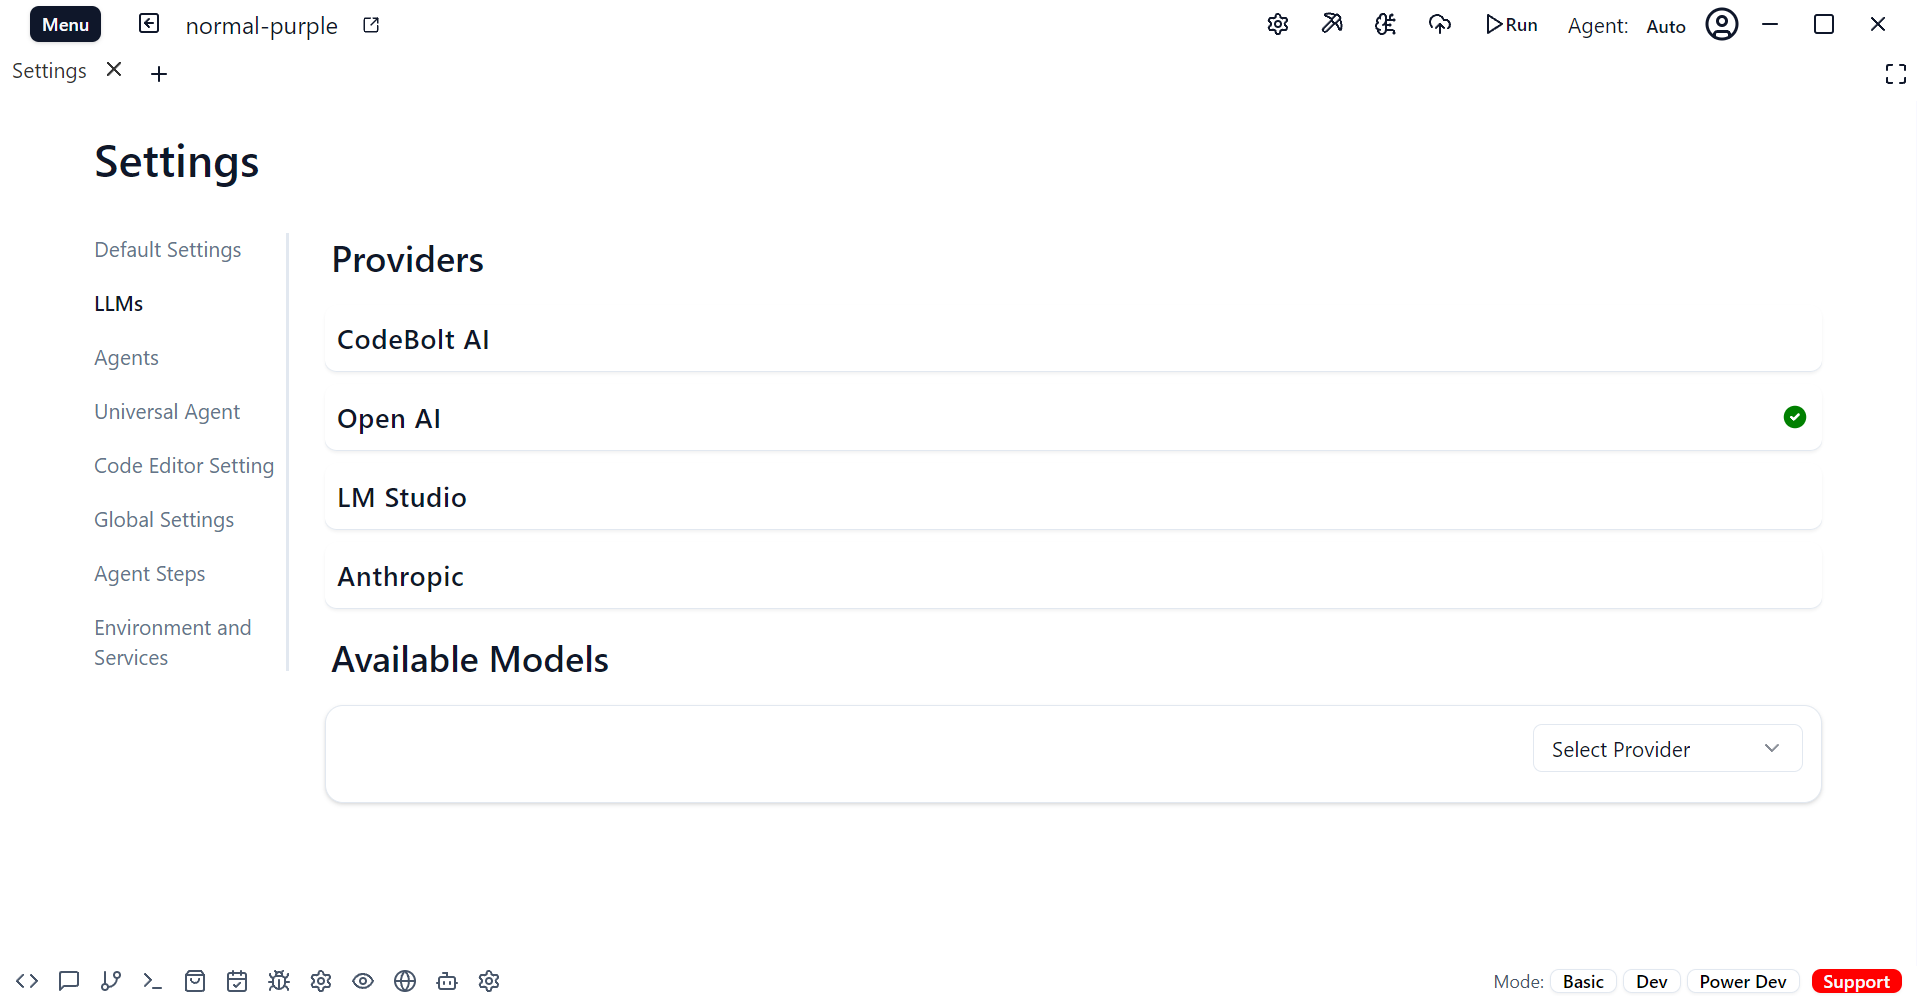 Menu
normal-purple
Run
Agent: Auto
Settings
Settings
Default Settings
LLMs
Agents
Universal Agent
Code Editor Setting
Global Settings
Agent Steps
Environment and
Services
Providers
CodeBolt AI
Open AI
LM Studio
Anthropic
Available Models
Select Provider
Mode: Basic Dev Power Dev Support